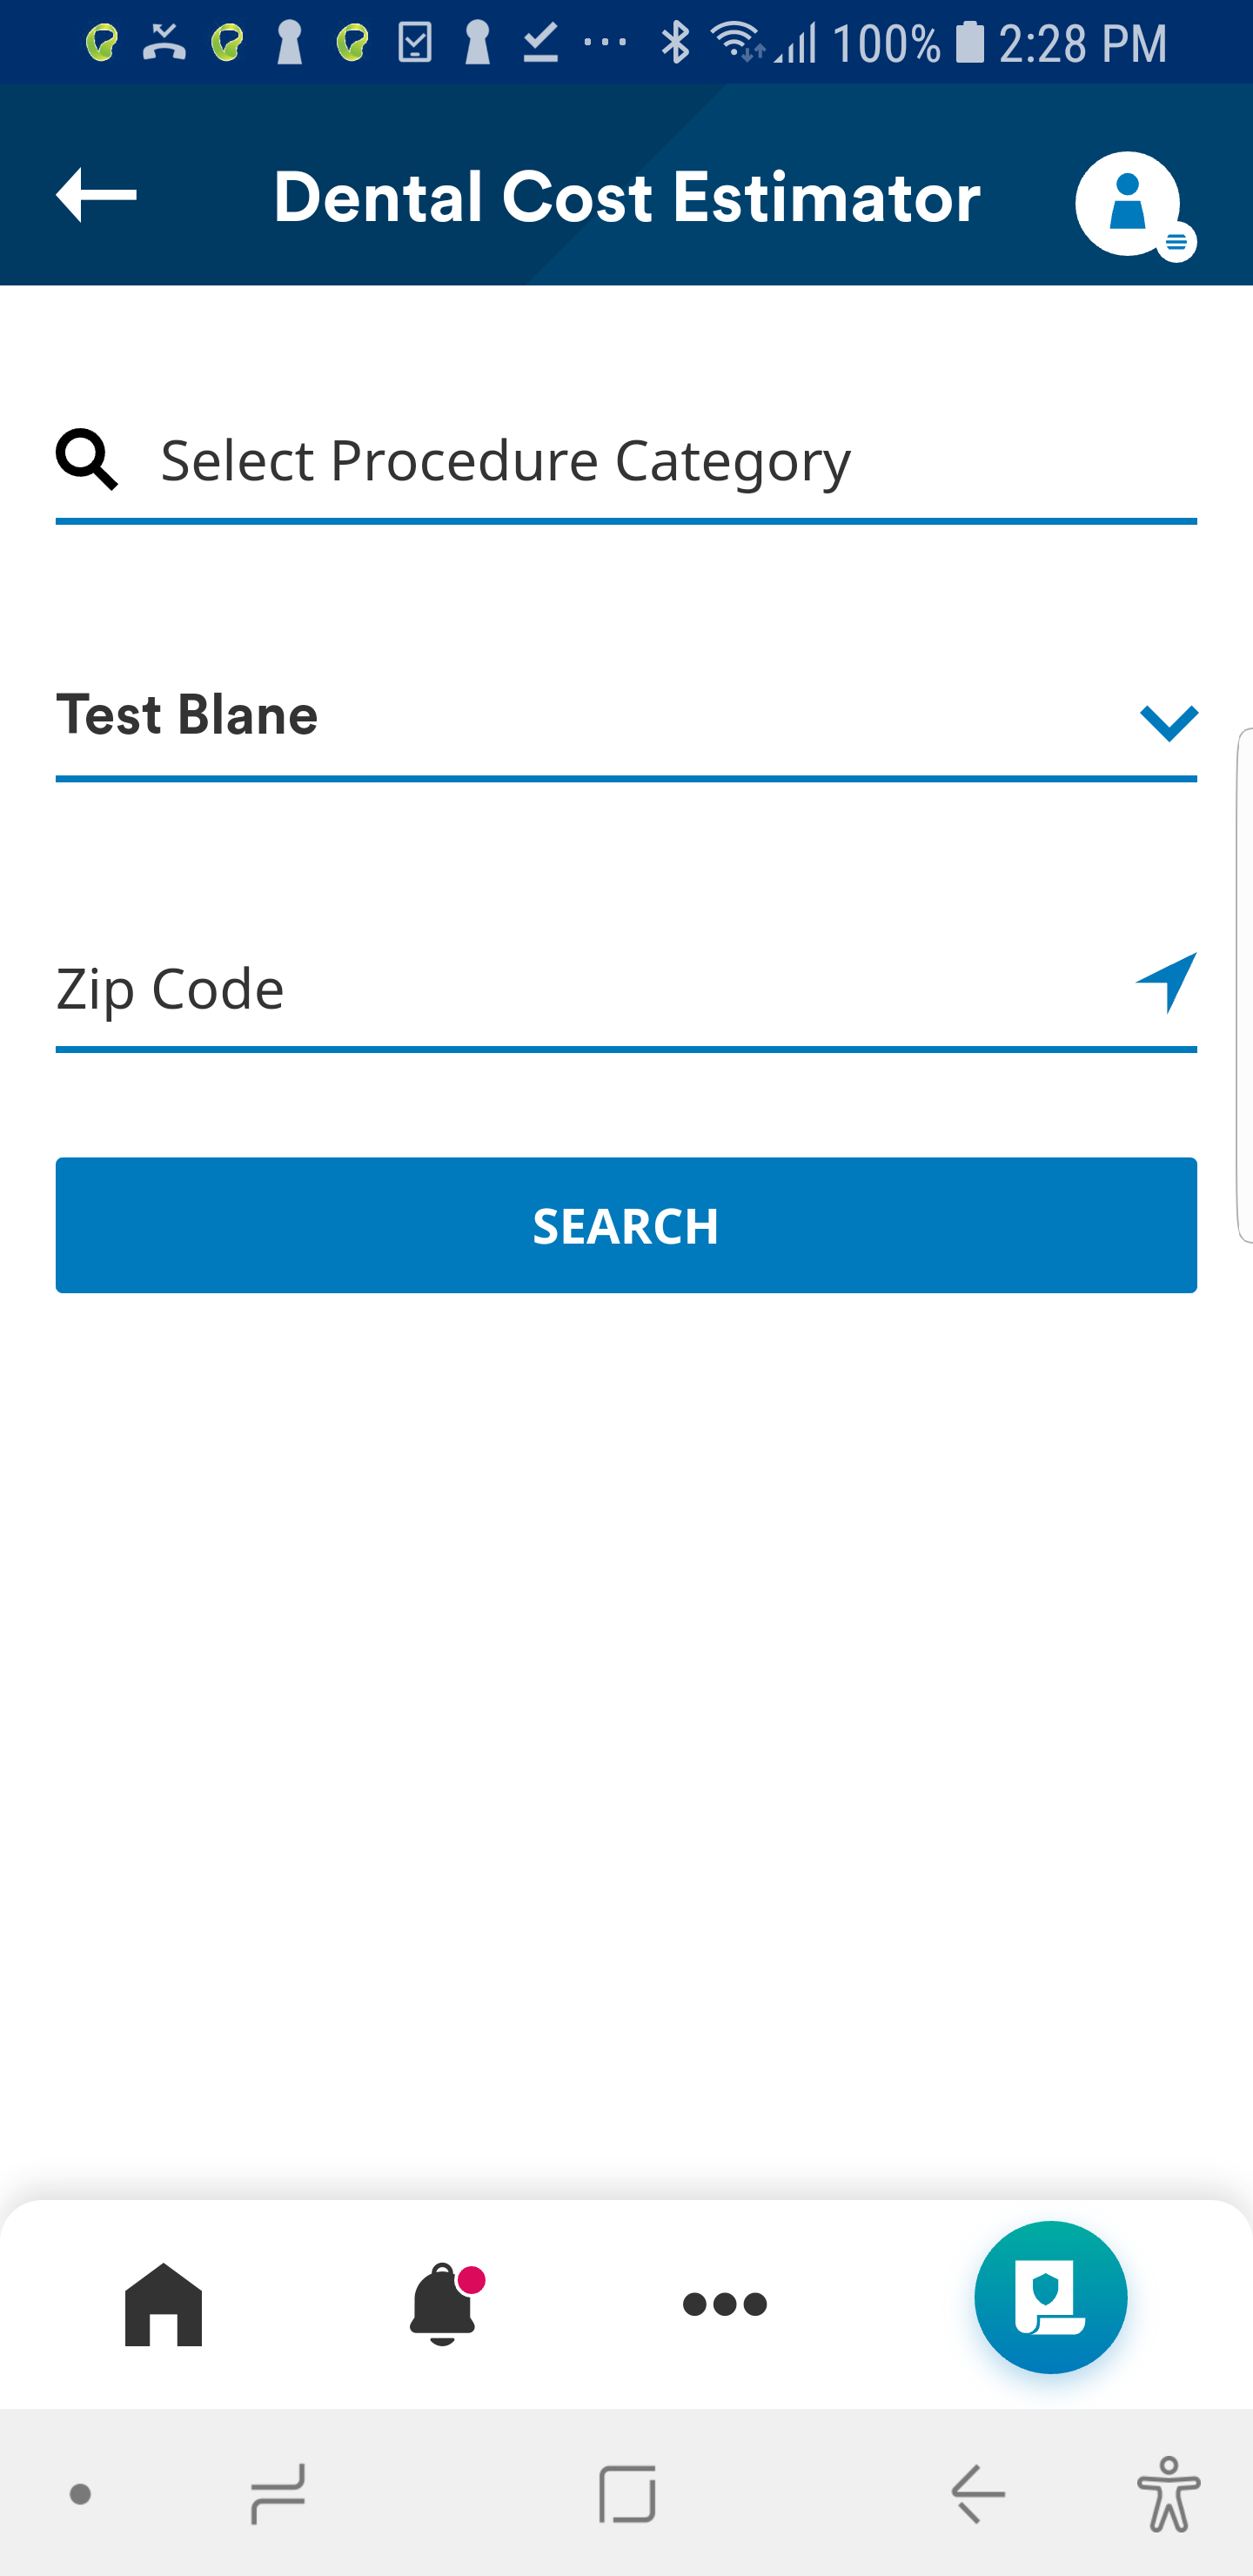 100% 2:28 PM
Dental Cost Estimator
Select Procedure Category
Test Blane
Zip Code
SEARCH